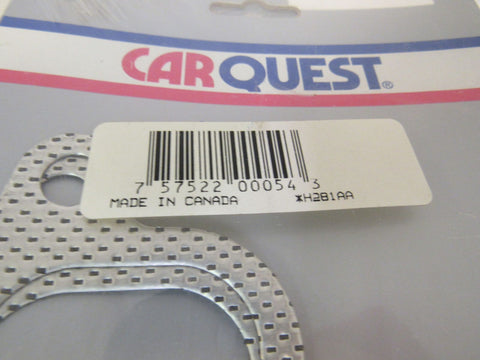 CARQUEST®
7 57522 00054 3
MADE IN CANADA *H281AA